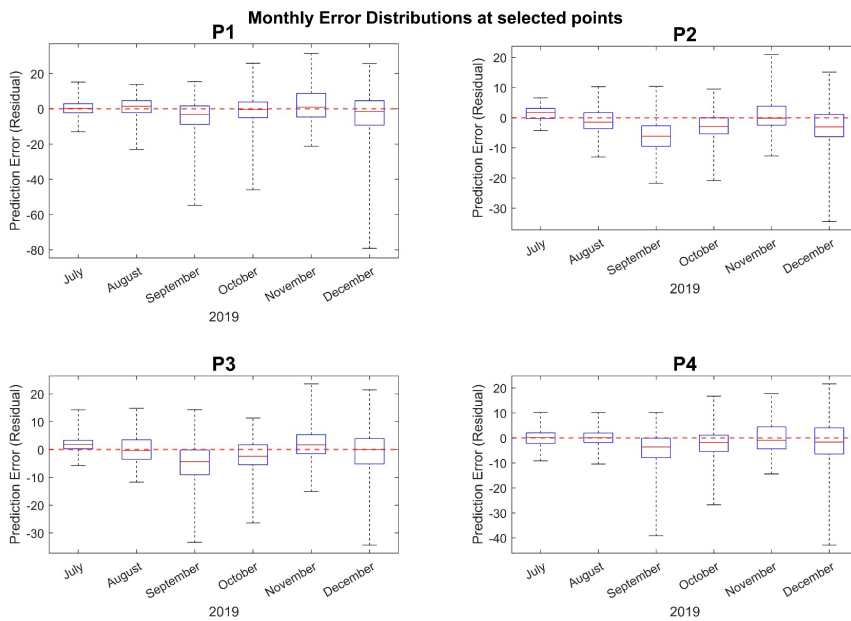 Monthly Error Distributions at selected points
P1
Prediction Error (Residual)
20
0
-20
-40
-60
-80
July
August
September
October
November
December
2019
P2
Prediction Error (Residual)
20
10
0
-10
-20
-30
July
August
September
October
November
December
2019
P3
Prediction Error (Residual)
20
10
0
-10
-20
-30
July
August
September
October
November
December
2019
P4
Prediction Error (Residual)
20
10
0
-10
-20
-30
-40
July
August
September
October
November
December
2019